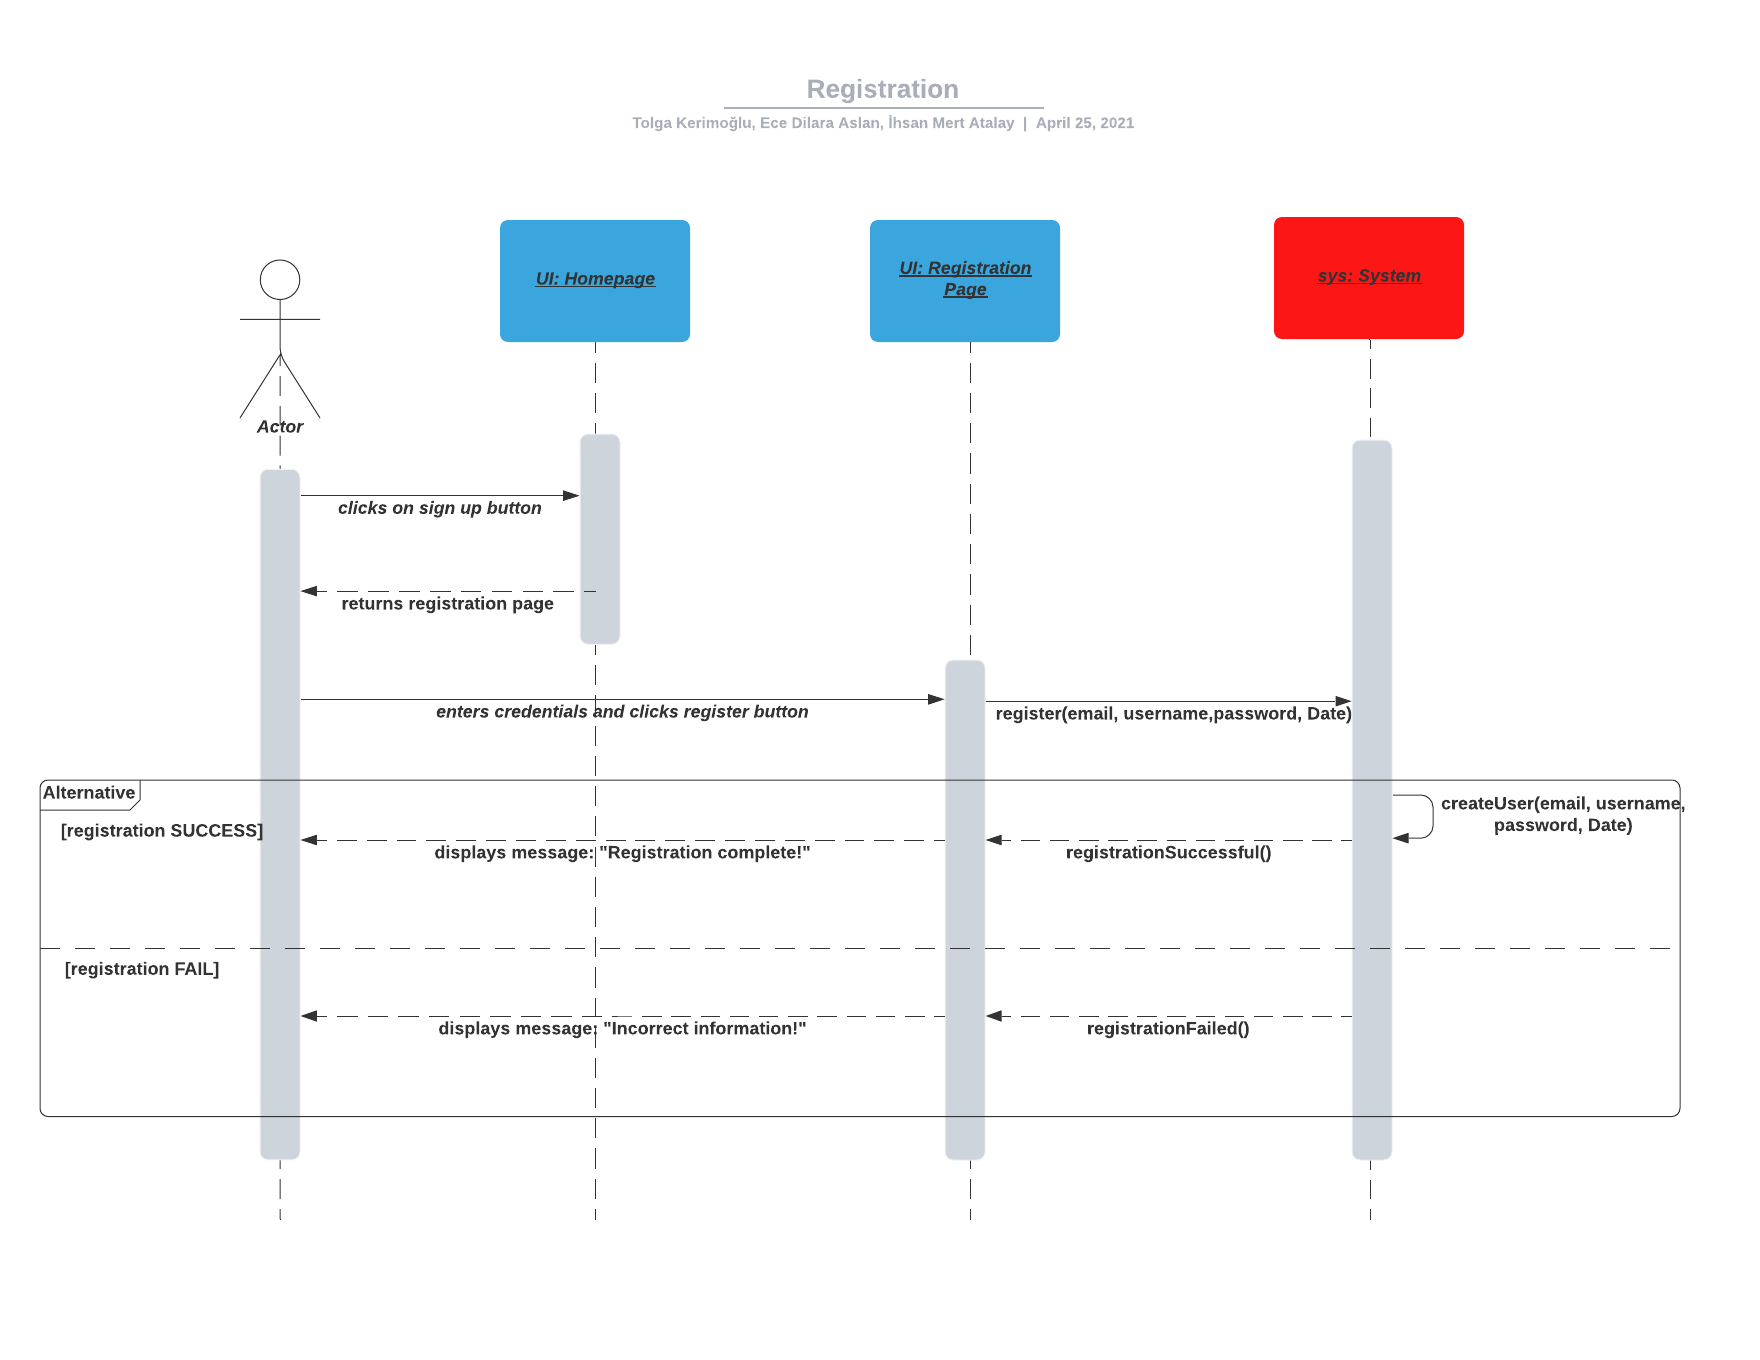 Registration
Tolga Kerimoğlu, Ece Dilara Aslan, İhsan Mert Atalay | April 25, 2021
UI: Homepage
UI: Registration
Page
sys: System
Actor
clicks on sign up button
returns registration page
enters credentials and clicks register button
register(email, username,password, Date)
Alternative
createUser(email, username,
password, Date)
[registration SUCCESS]
displays message: "Registration complete!"
registrationSuccessful()
[registration FAIL]
displays message: "Incorrect information!"
registrationFailed()